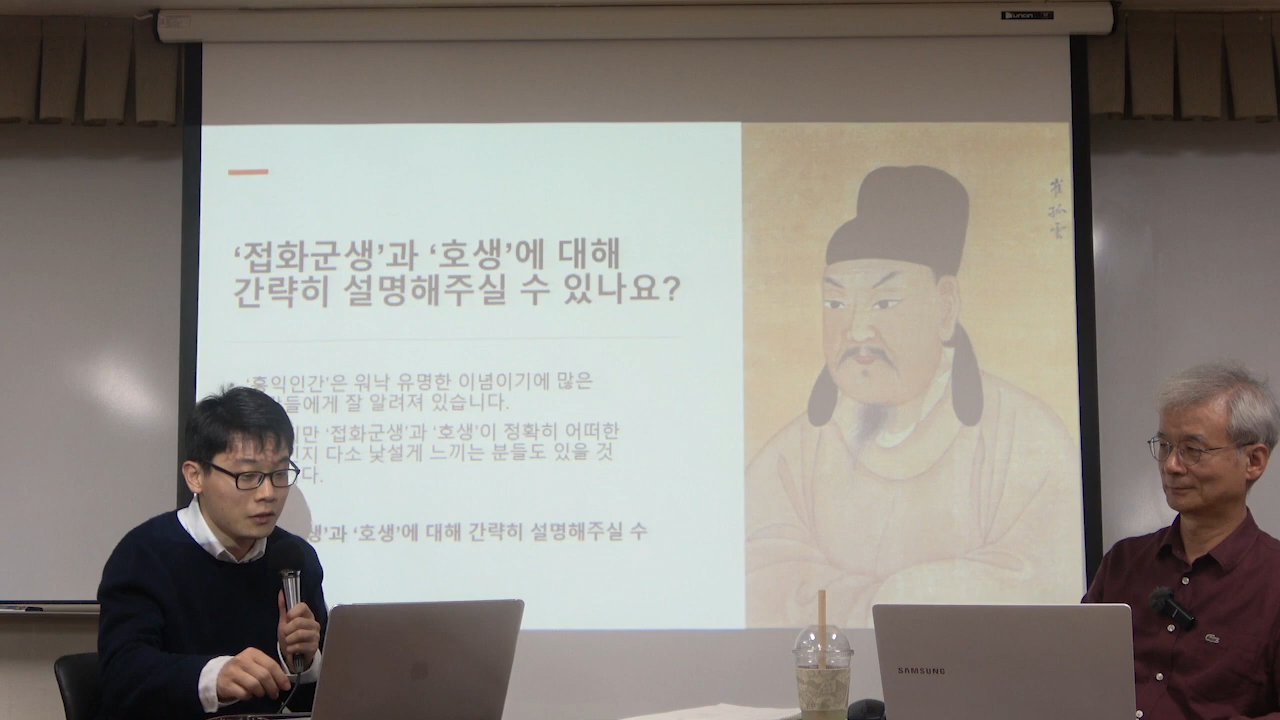 union
‘접화군생’과 ‘호생’에 대해
간략히 설명해주실 수 있나요?
‘홍익인간’은 워낙 유명한 이념이기에 많은
들에게 잘 알려져 있습니다.
만 ‘접화군생’과 ‘호생’이 정확히 어떠한
인지 다소 낯설게 느끼는 분들도 있을 것
다.
생’과 ‘호생’에 대해 간략히 설명해주실 수
崔
孤
雲
SAMSUNG